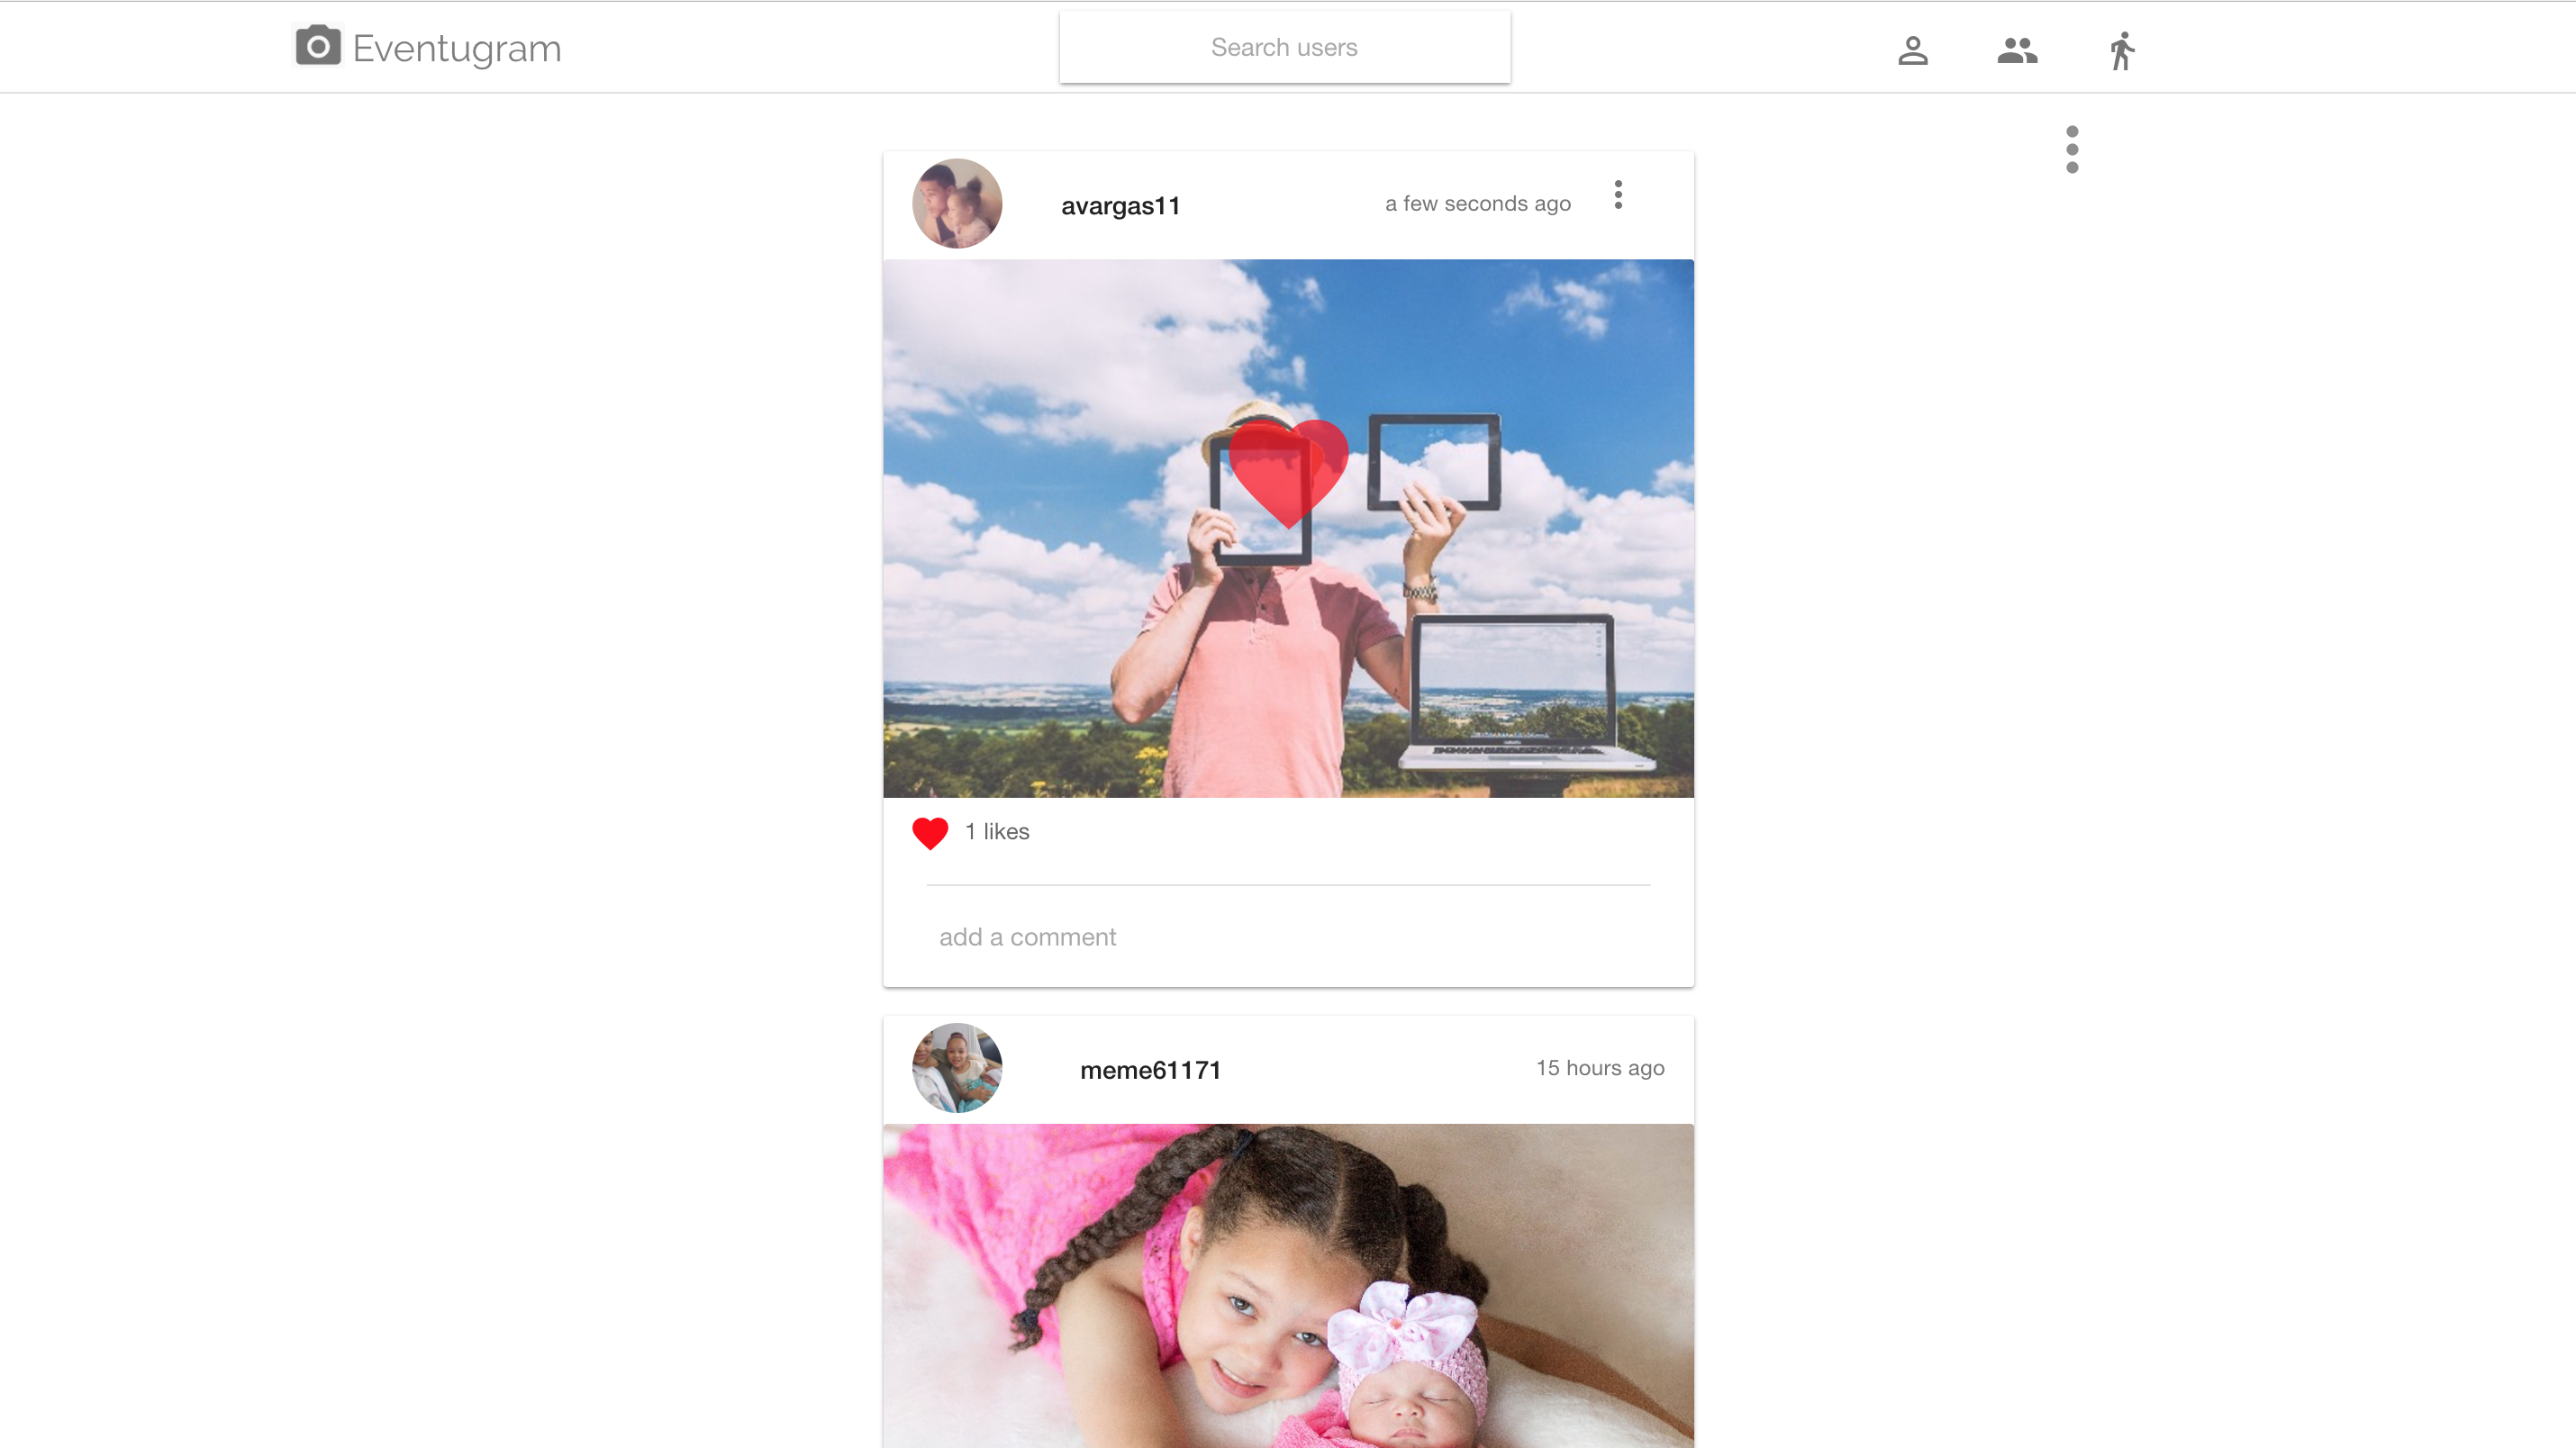 Eventugram
Search users
avargas11
a few seconds ago
1 likes
add a comment
meme61171
15 hours ago